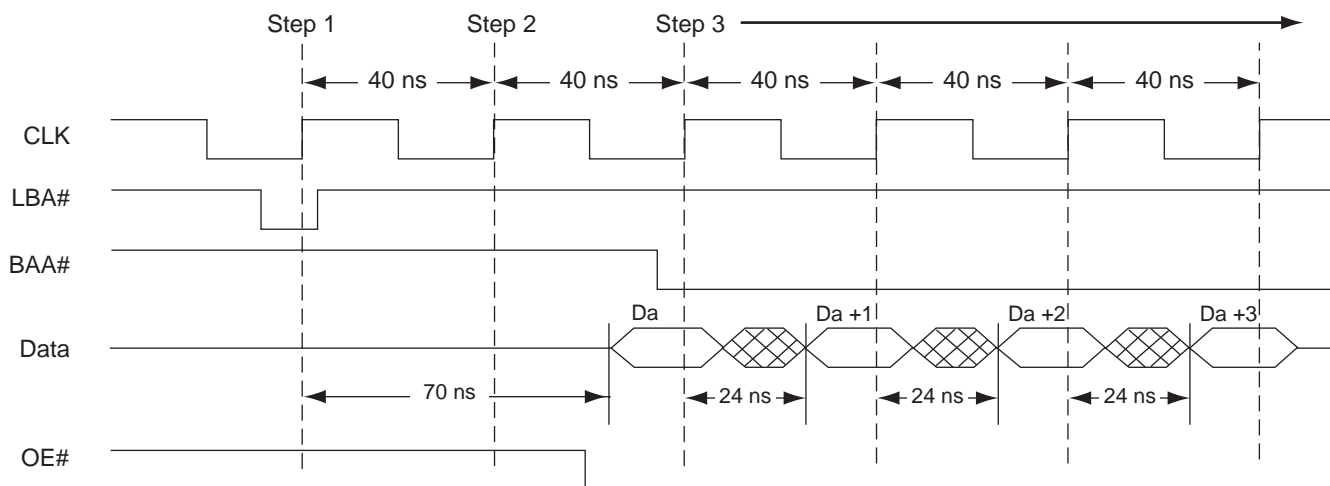 Step 1 Step 2 Step 3
40 ns 40 ns 40 ns 40 ns 40 ns
CLK
LBA#
BAA#
Da Da +1 Da +2 Da +3
Data
70 ns 24 ns 24 ns 24 ns
OE#